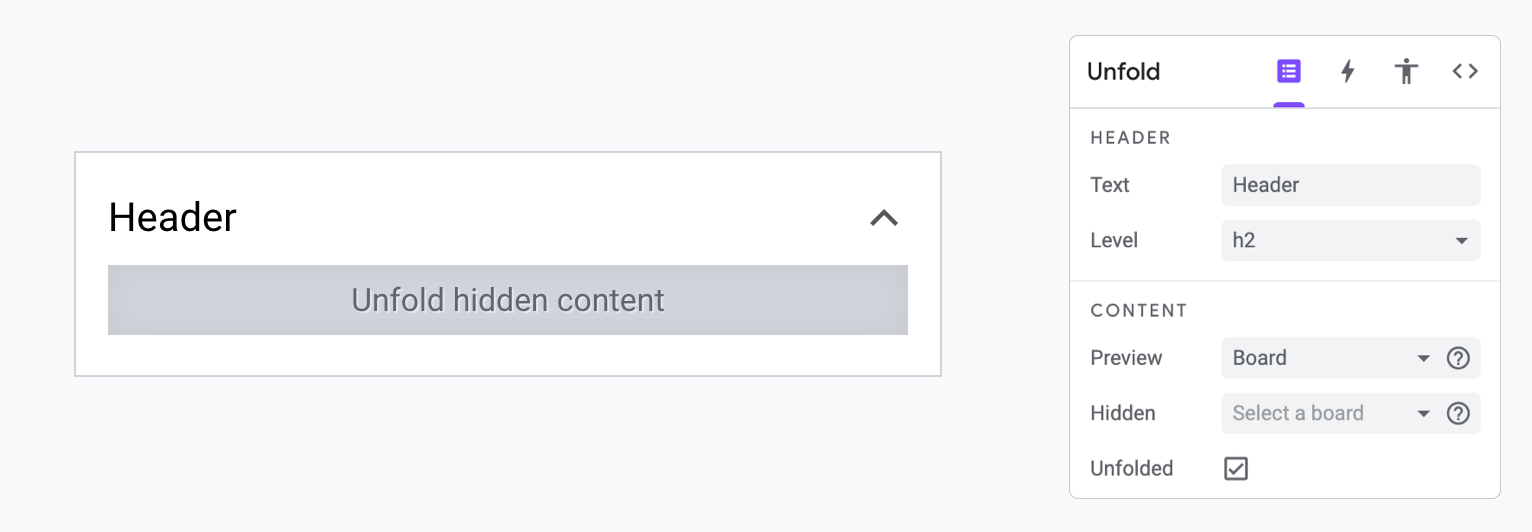 Header
Unfold hidden content
Unfold
HEADER
Text Header
Level h2
CONTENT
Preview Board
Hidden Select a board
Unfolded